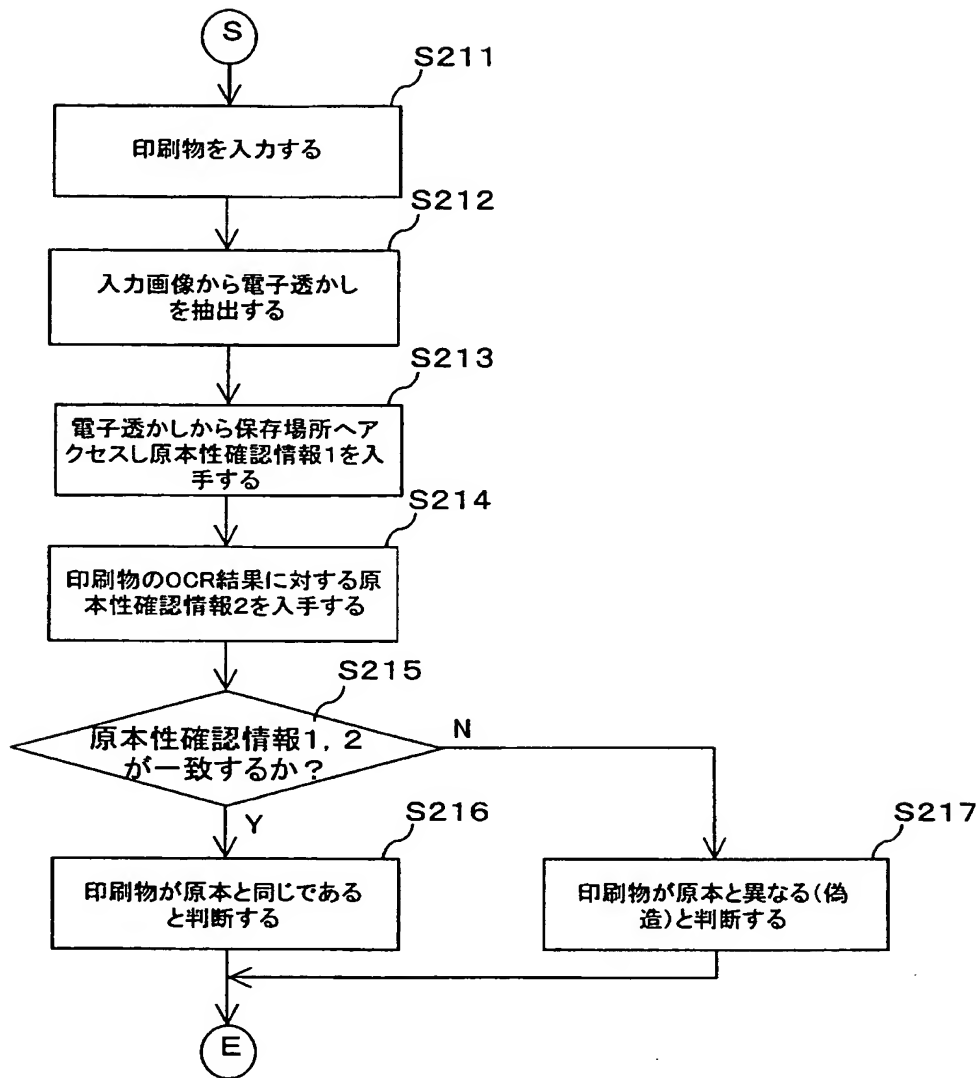 S
S211
印刷物を入力する
S212
入力画像から電子透かし
を抽出する
S213
電子透かしから保存場所へア
クセスし原本性確認情報1を入
手する
S214
印刷物のOCR結果に対する原
本性確認情報2を入手する
S215
原本性確認情報1, 2
が一致するか?
N
Y
S216
印刷物が原本と同じである
と判断する
S217
印刷物が原本と異なる(偽
造)と判断する
E